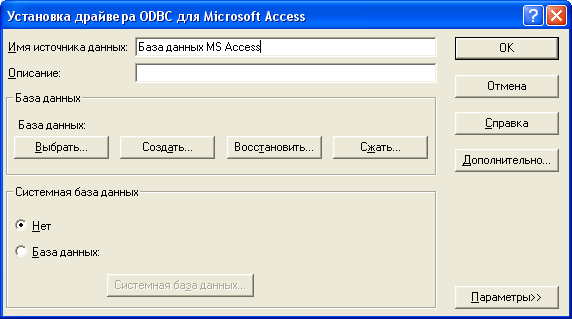 Установка драйвера ODBC для Microsoft Access
Имя источника данных: База данных MS Access
OK
Описание:
Отмена
База данных
База данных:
Справка
Выбрать... Создать... Восстановить... Сжать...
Дополнительно...
Системная база данных
Нет
База данных:
Системная база данных...
Параметры>>